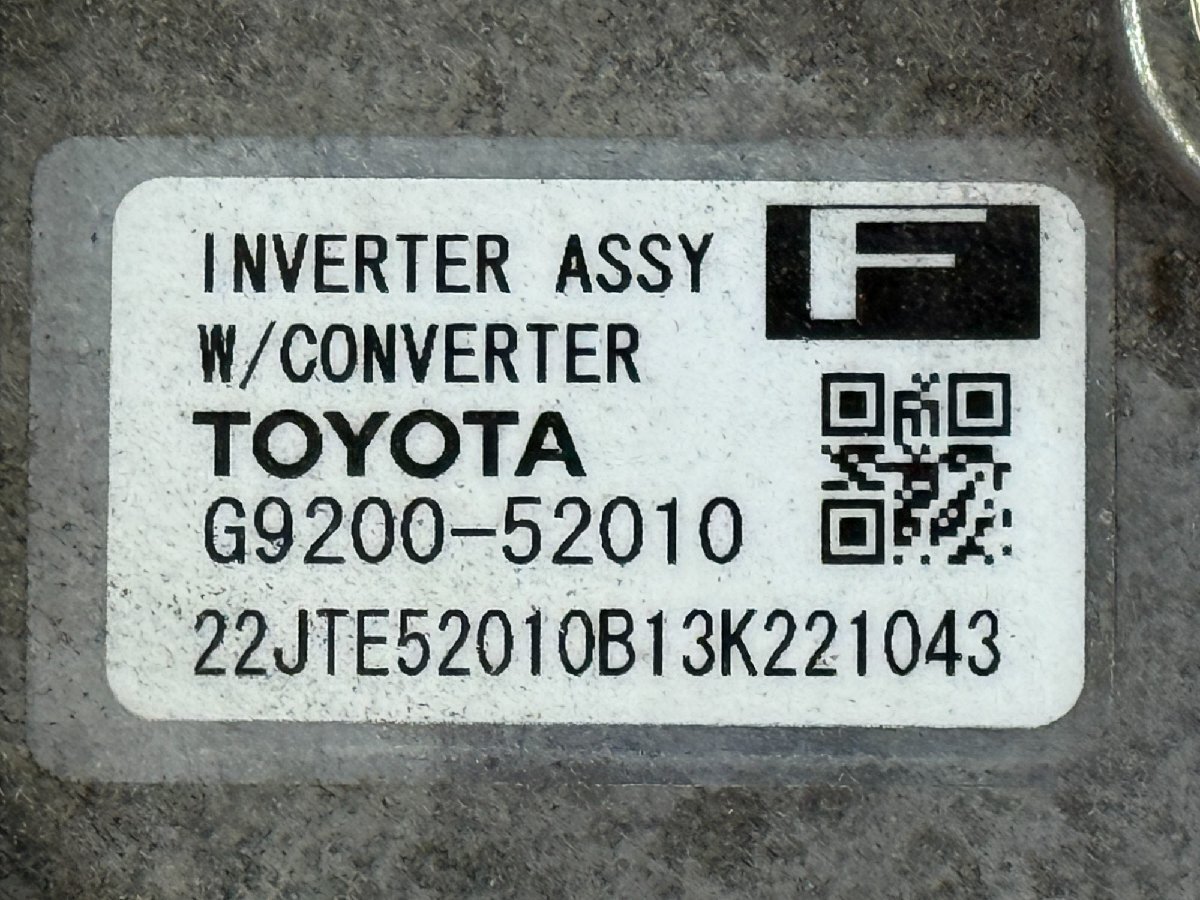 INVERTER ASSY
F
W/CONVERTER
TOYOTA
G9200-52010
22JTE52010B13K221043